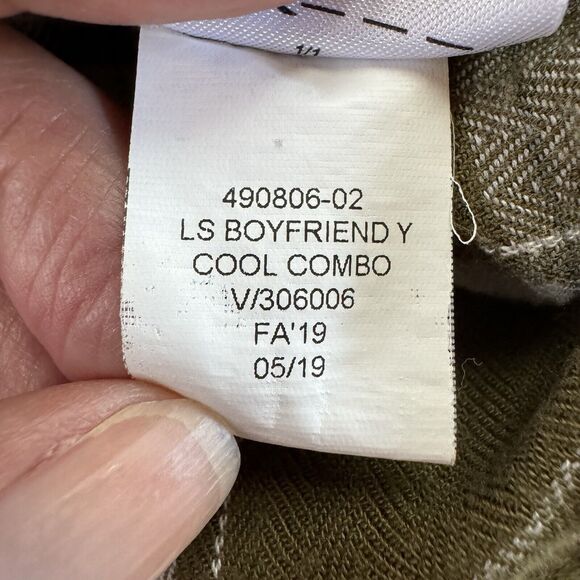 1/1
490806-02
LS BOYFRIEND Y
COOL COMBO
V/306006
FA'19
05/19